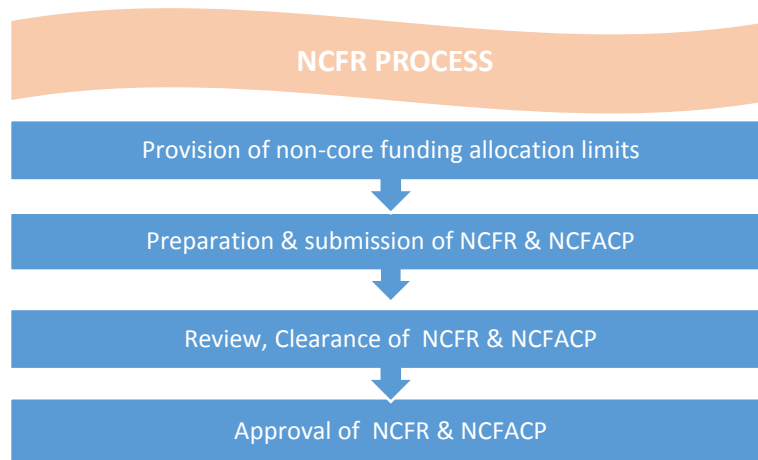 NCFR PROCESS
Provision of non-core funding allocation limits
Preparation & submission of NCFR & NCFACP
Review, Clearance of NCFR & NCFACP
Approval of NCFR & NCFACP